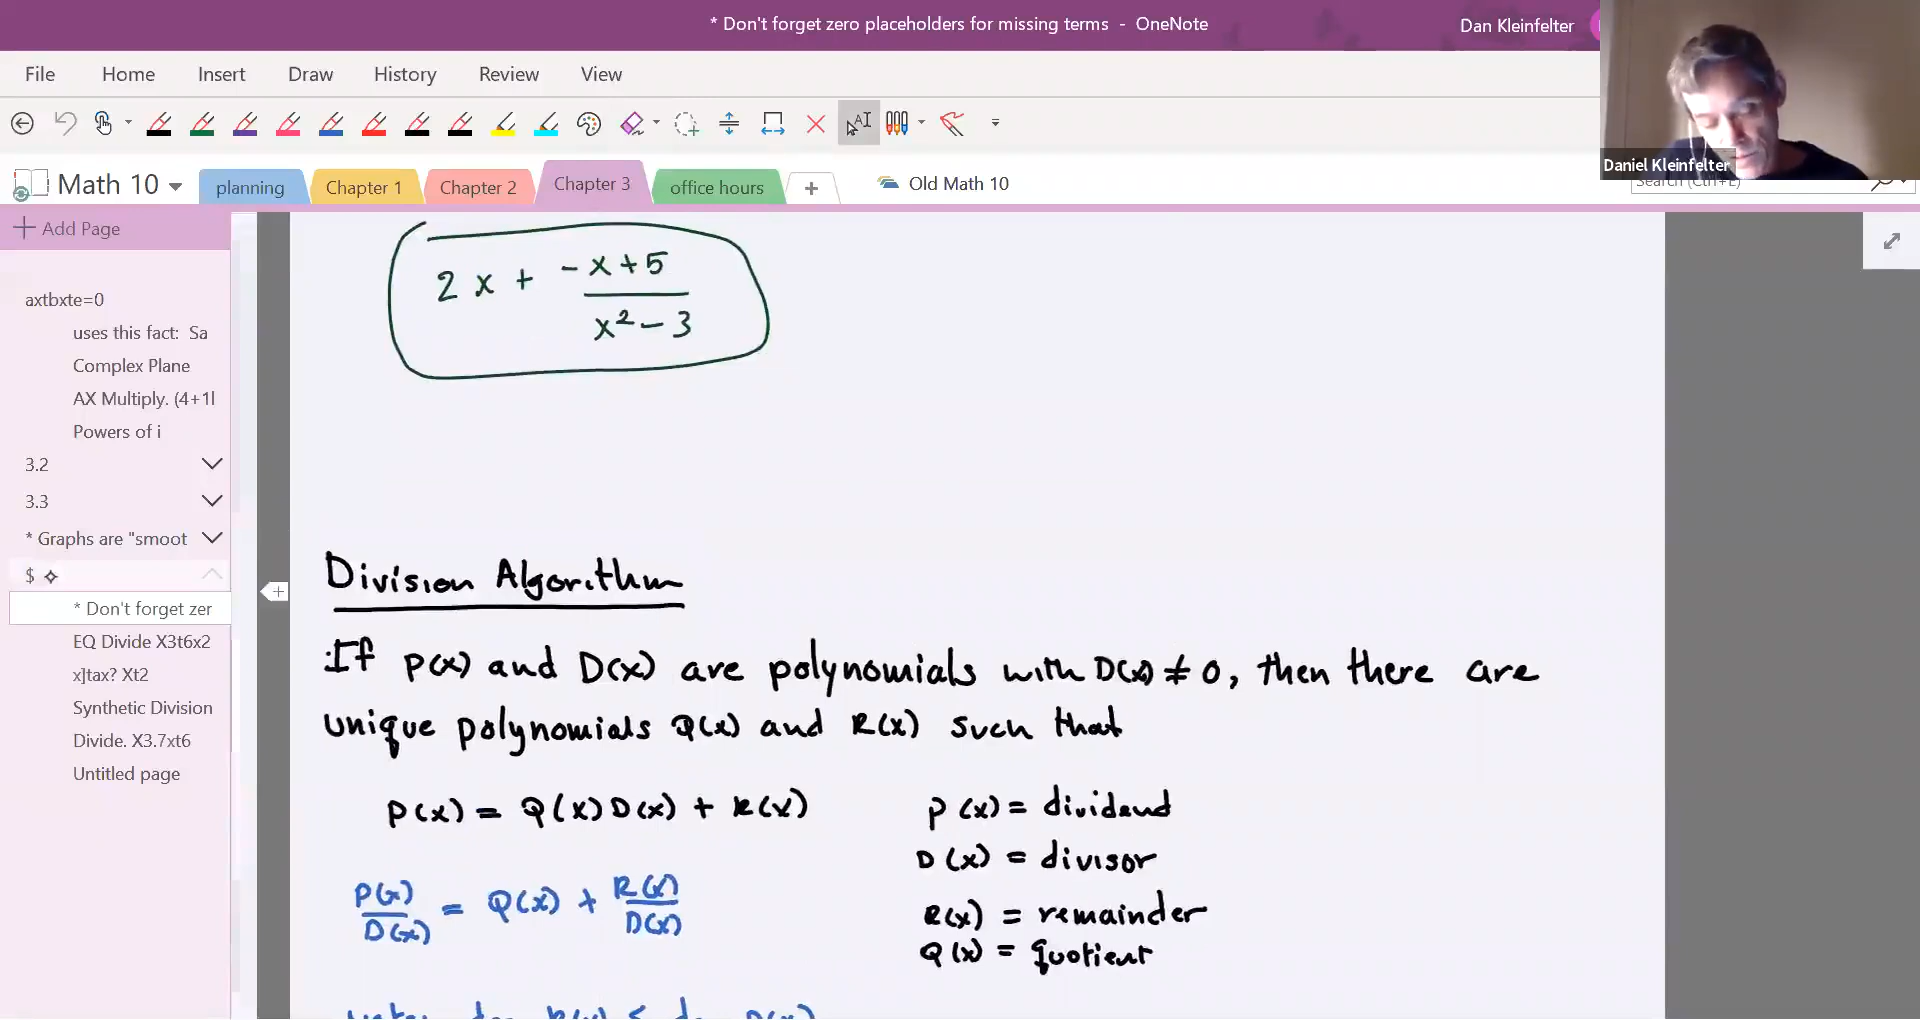 * Don't forget zero placeholders for missing terms - OneNote
Dan Kleinfelter
File Home Insert Draw History Review View
Daniel Kleinfelter
Math 10
planning
Chapter 1
Chapter 2
Chapter 3
office hours
+
Old Math 10
Search (Ctrl+E)
+ Add Page
axtbxte=0
uses this fact: Sa
Complex Plane
AX Multiply. (4+1l
Powers of i
3.2
3.3
* Graphs are "smoot
$
* Don't forget zer
EQ Divide X3t6x2
x]tax? Xt2
Synthetic Division
Divide. X3.7xt6
Untitled page
2x + -x+5
x² - 3
Division Algorithm
If P(x) and D(x) are polynomials with D(x) ≠ 0, then there are
unique polynomials Q(x) and R(x) such that
P(x) = Q(x) D(x) + R(x)
P(x) = dividend
D(x) = divisor
P(x)/D(x) = Q(x) + R(x)/D(x)
R(x) = remainder
Q(x) = quotient